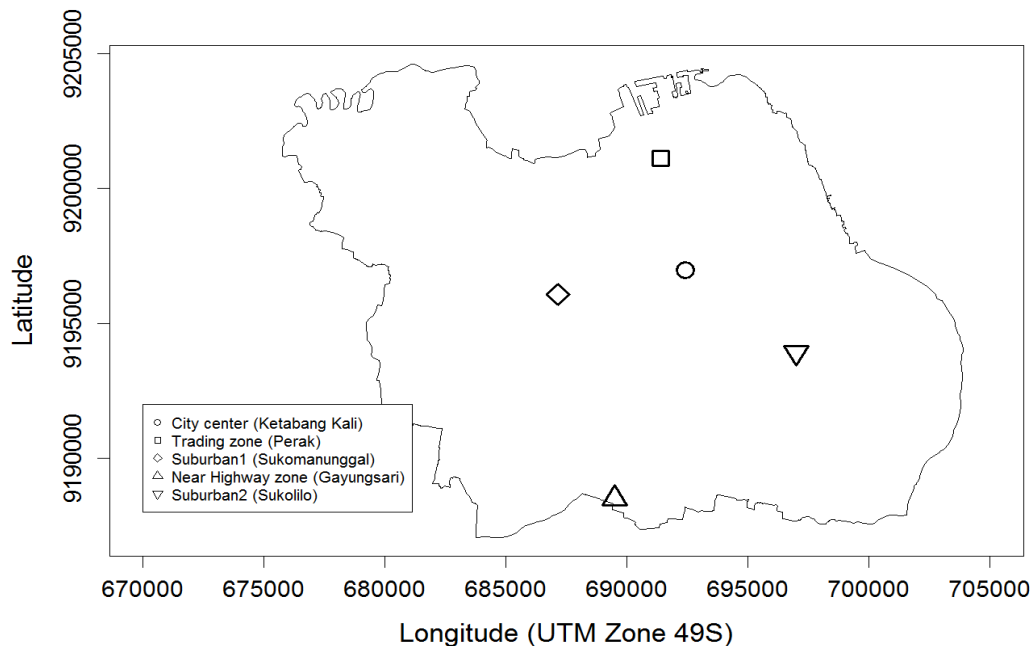 9205000
9200000
9195000
9190000
Latitude
City center (Ketabang Kali)
Trading zone (Perak)
Suburban1 (Sukomanunggal)
Near Highway zone (Gayungsari)
Suburban2 (Sukolilo)
670000 675000 680000 685000 690000 695000 700000 705000
Longitude (UTM Zone 49S)